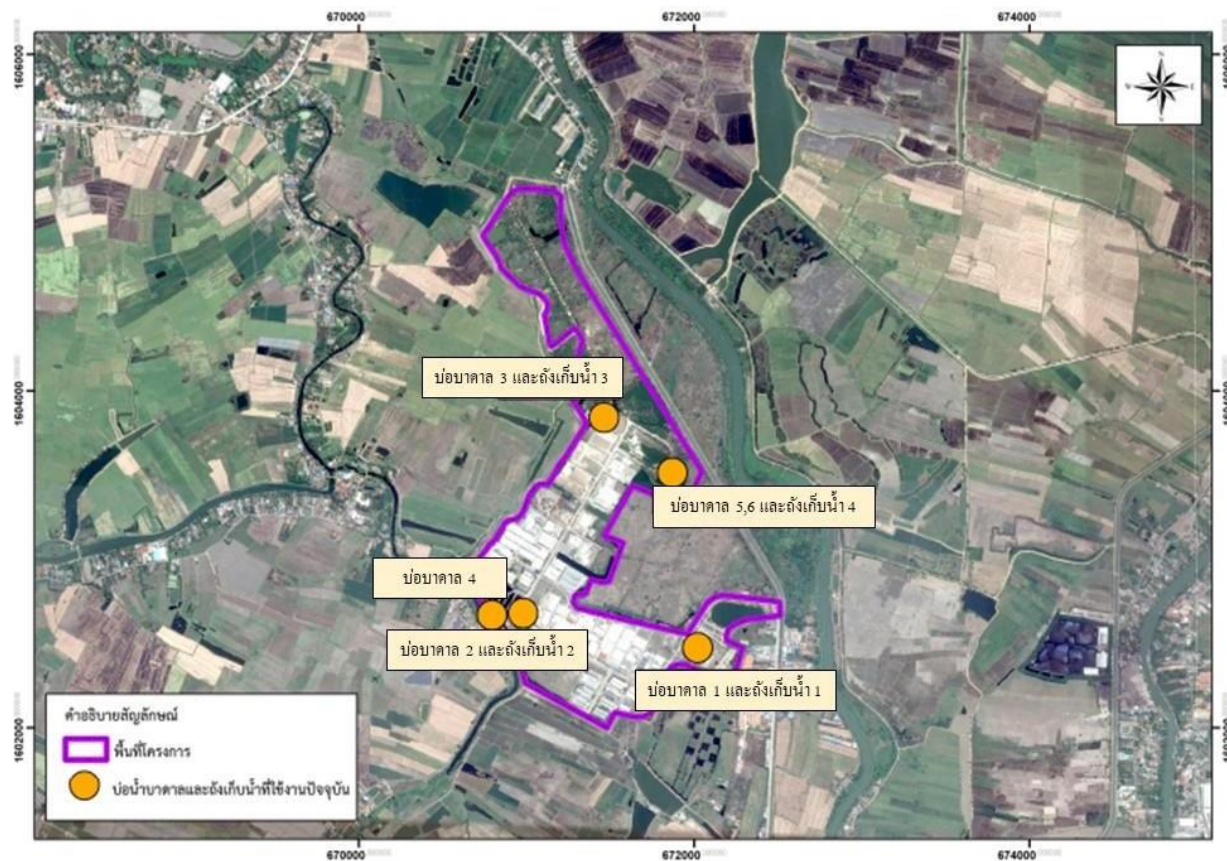 670000
672000
674000
1606000
1606000
N
W
E
S
บ่อบาดาล 3 และถังเก็บน้ำ 3
1604000
1604000
บ่อบาดาล 5,6 และถังเก็บน้ำ 4
บ่อบาดาล 4
บ่อบาดาล 2 และถังเก็บน้ำ 2
บ่อบาดาล 1 และถังเก็บน้ำ 1
1602000
1602000
คำอธิบายสัญลักษณ์
พื้นที่โครงการ
บ่อน้ำบาดาลและถังเก็บน้ำที่ใช้งานปัจจุบัน
670000
672000
674000